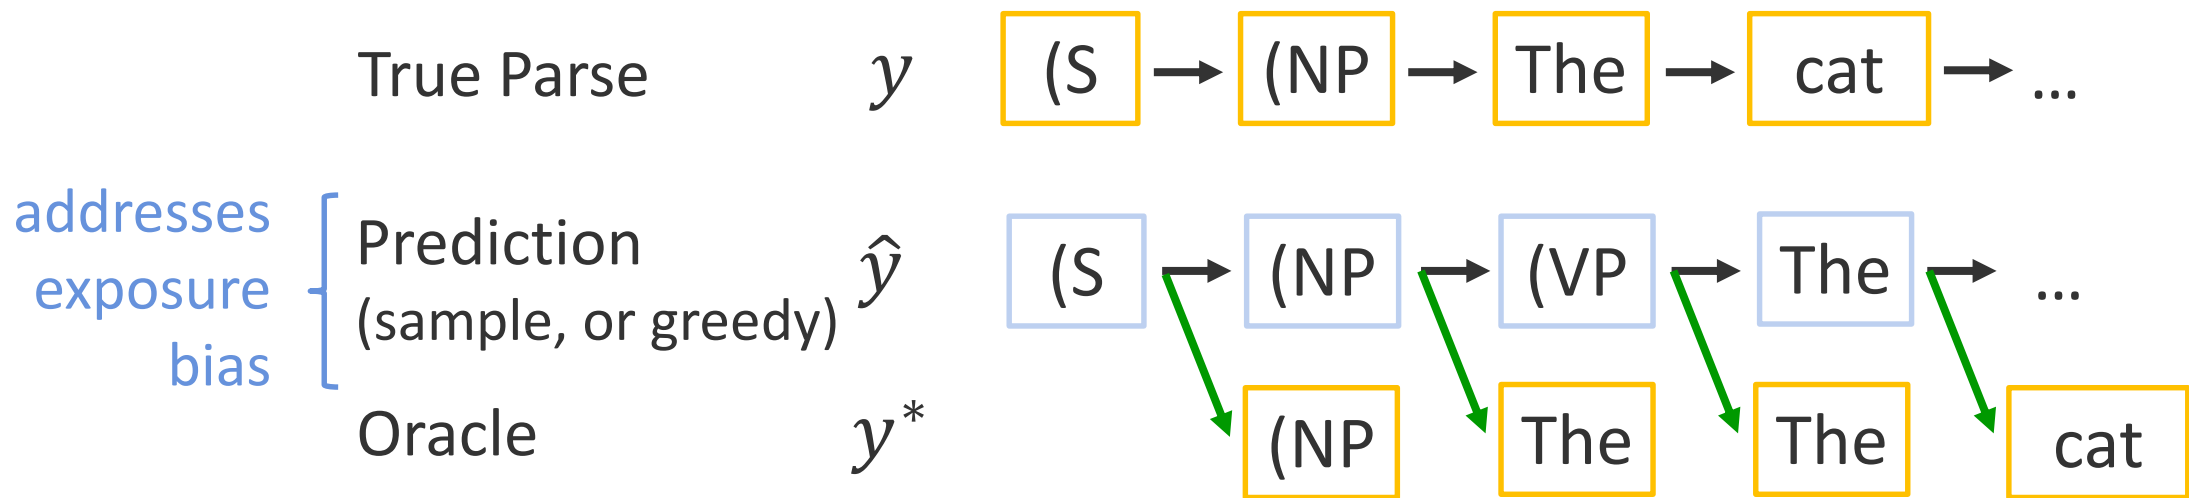 True Parse y (S → (NP → The → cat → ...
addresses
exposure
bias
Prediction ŷ (S → (NP → (VP → The → ...
(sample, or greedy)
Oracle y* (NP The The cat